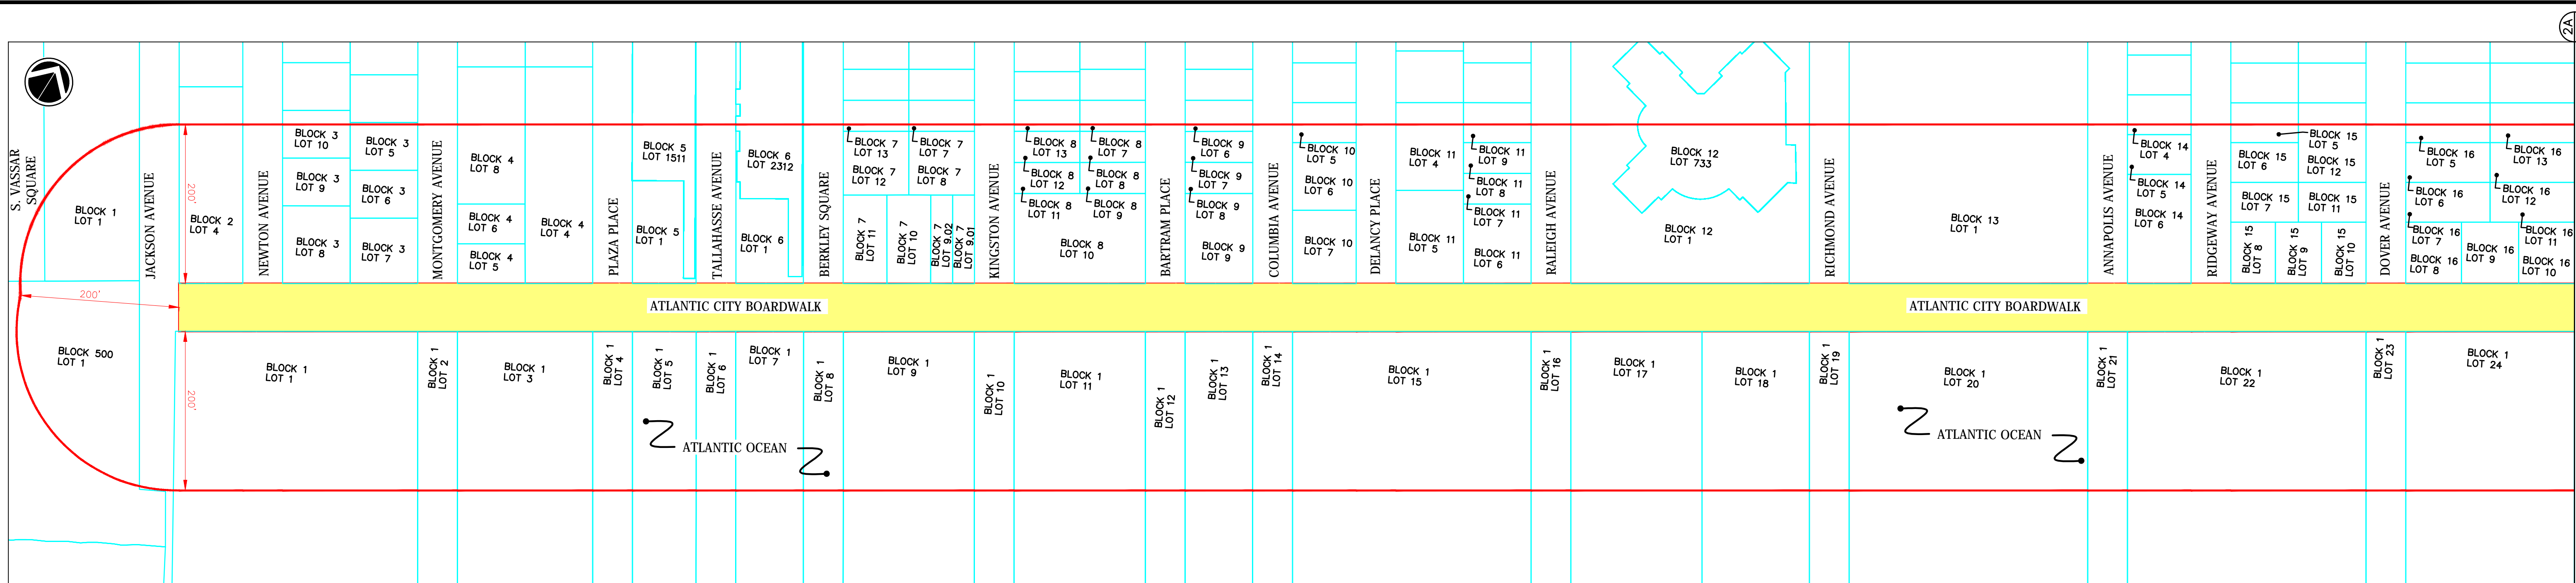 2A
S. VASSAR
SQUARE
BLOCK 1
LOT 1
JACKSON AVENUE
200'
BLOCK 2
LOT 4
NEWTON AVENUE
BLOCK 3
LOT 10
BLOCK 3
LOT 9
BLOCK 3
LOT 8
BLOCK 3
LOT 5
BLOCK 3
LOT 6
BLOCK 3
LOT 7
MONTGOMERY AVENUE
BLOCK 4
LOT 8
BLOCK 4
LOT 6
BLOCK 4
LOT 5
BLOCK 4
LOT 4
PLAZA PLACE
BLOCK 5
LOT 1511
BLOCK 5
LOT 1
TALLAHASSE AVENUE
BLOCK 6
LOT 2312
BLOCK 6
LOT 1
BERKLEY SQUARE
BLOCK 7
LOT 13
BLOCK 7
LOT 7
BLOCK 7
LOT 12
BLOCK 7
LOT 8
BLOCK 7
LOT 11
BLOCK 7
LOT 10
BLOCK 7
LOT 9.02
BLOCK 7
LOT 9.01
KINGSTON AVENUE
BLOCK 8
LOT 13
BLOCK 8
LOT 7
BLOCK 8
LOT 12
BLOCK 8
LOT 8
BLOCK 8
LOT 11
BLOCK 8
LOT 9
BLOCK 8
LOT 10
BARTRAM PLACE
BLOCK 9
LOT 6
BLOCK 9
LOT 7
BLOCK 9
LOT 8
BLOCK 9
LOT 9
COLUMBIA AVENUE
BLOCK 10
LOT 5
BLOCK 10
LOT 6
BLOCK 10
LOT 7
DELANCY PLACE
BLOCK 11
LOT 4
BLOCK 11
LOT 5
BLOCK 11
LOT 9
BLOCK 11
LOT 8
BLOCK 11
LOT 7
BLOCK 11
LOT 6
RALEIGH AVENUE
BLOCK 12
LOT 733
BLOCK 12
LOT 1
RICHMOND AVENUE
BLOCK 13
LOT 1
ANNAPOLIS AVENUE
BLOCK 14
LOT 4
BLOCK 14
LOT 5
BLOCK 14
LOT 6
RIDGEWAY AVENUE
BLOCK 15
LOT 5
BLOCK 15
LOT 6
BLOCK 15
LOT 12
BLOCK 15
LOT 7
BLOCK 15
LOT 11
BLOCK 15
LOT 8
BLOCK 15
LOT 9
BLOCK 15
LOT 10
DOVER AVENUE
BLOCK 16
LOT 5
BLOCK 16
LOT 13
BLOCK 16
LOT 6
BLOCK 16
LOT 12
BLOCK 16
LOT 7
BLOCK 16
LOT 11
BLOCK 16
LOT 8
BLOCK 16
LOT 9
BLOCK 16
LOT 10
200'
ATLANTIC CITY BOARDWALK
ATLANTIC CITY BOARDWALK
BLOCK 500
LOT 1
200'
BLOCK 1
LOT 1
BLOCK 1
LOT 2
BLOCK 1
LOT 3
BLOCK 1
LOT 4
BLOCK 1
LOT 5
BLOCK 1
LOT 6
BLOCK 1
LOT 7
BLOCK 1
LOT 8
BLOCK 1
LOT 9
BLOCK 1
LOT 10
BLOCK 1
LOT 11
BLOCK 1
LOT 12
BLOCK 1
LOT 13
BLOCK 1
LOT 14
BLOCK 1
LOT 15
BLOCK 1
LOT 16
BLOCK 1
LOT 17
BLOCK 1
LOT 18
BLOCK 1
LOT 19
BLOCK 1
LOT 20
BLOCK 1
LOT 21
BLOCK 1
LOT 22
BLOCK 1
LOT 23
BLOCK 1
LOT 24
ATLANTIC OCEAN
ATLANTIC OCEAN